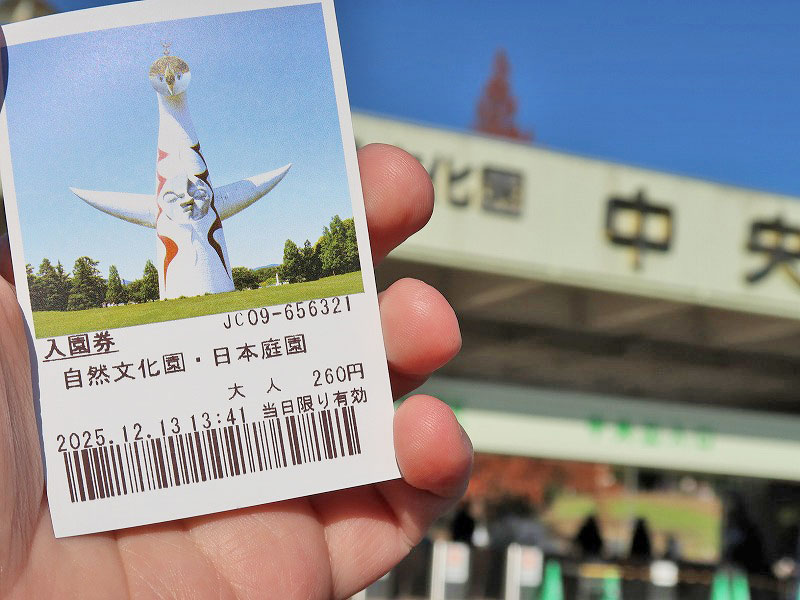 JC09-656321
入園券
自然文化園・日本庭園
大 人 260円
2025.12.13 13:41 当日限り有効
化園 中央